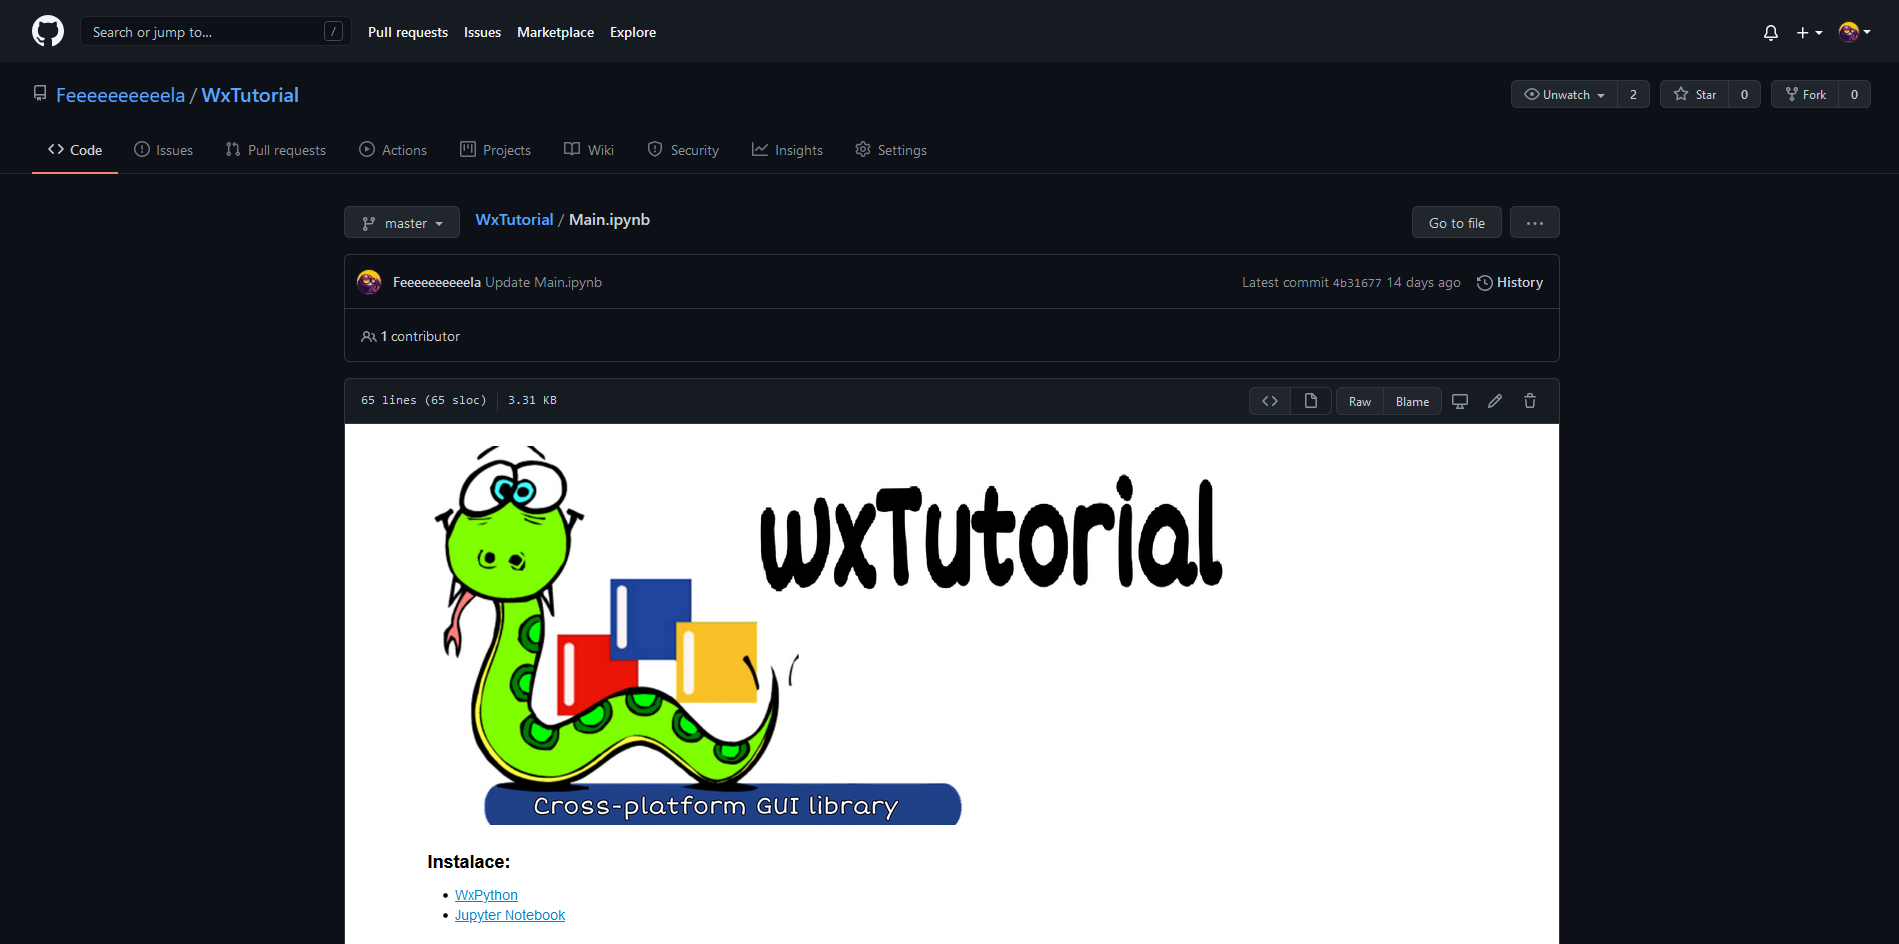 Search or jump to... /
Pull requests Issues Marketplace Explore
Feeeeeeeeeela / WxTutorial
Unwatch 2 Star 0 Fork 0
Code Issues Pull requests Actions Projects Wiki Security Insights Settings
master WxTutorial / Main.ipynb Go to file ...
Feeeeeeeeeela Update Main.ipynb Latest commit 4b31677 14 days ago History
1 contributor
65 lines (65 sloc) 3.31 KB Raw Blame
wxTutorial
Cross-platform GUI library
Instalace:
• WxPython
• Jupyter Notebook